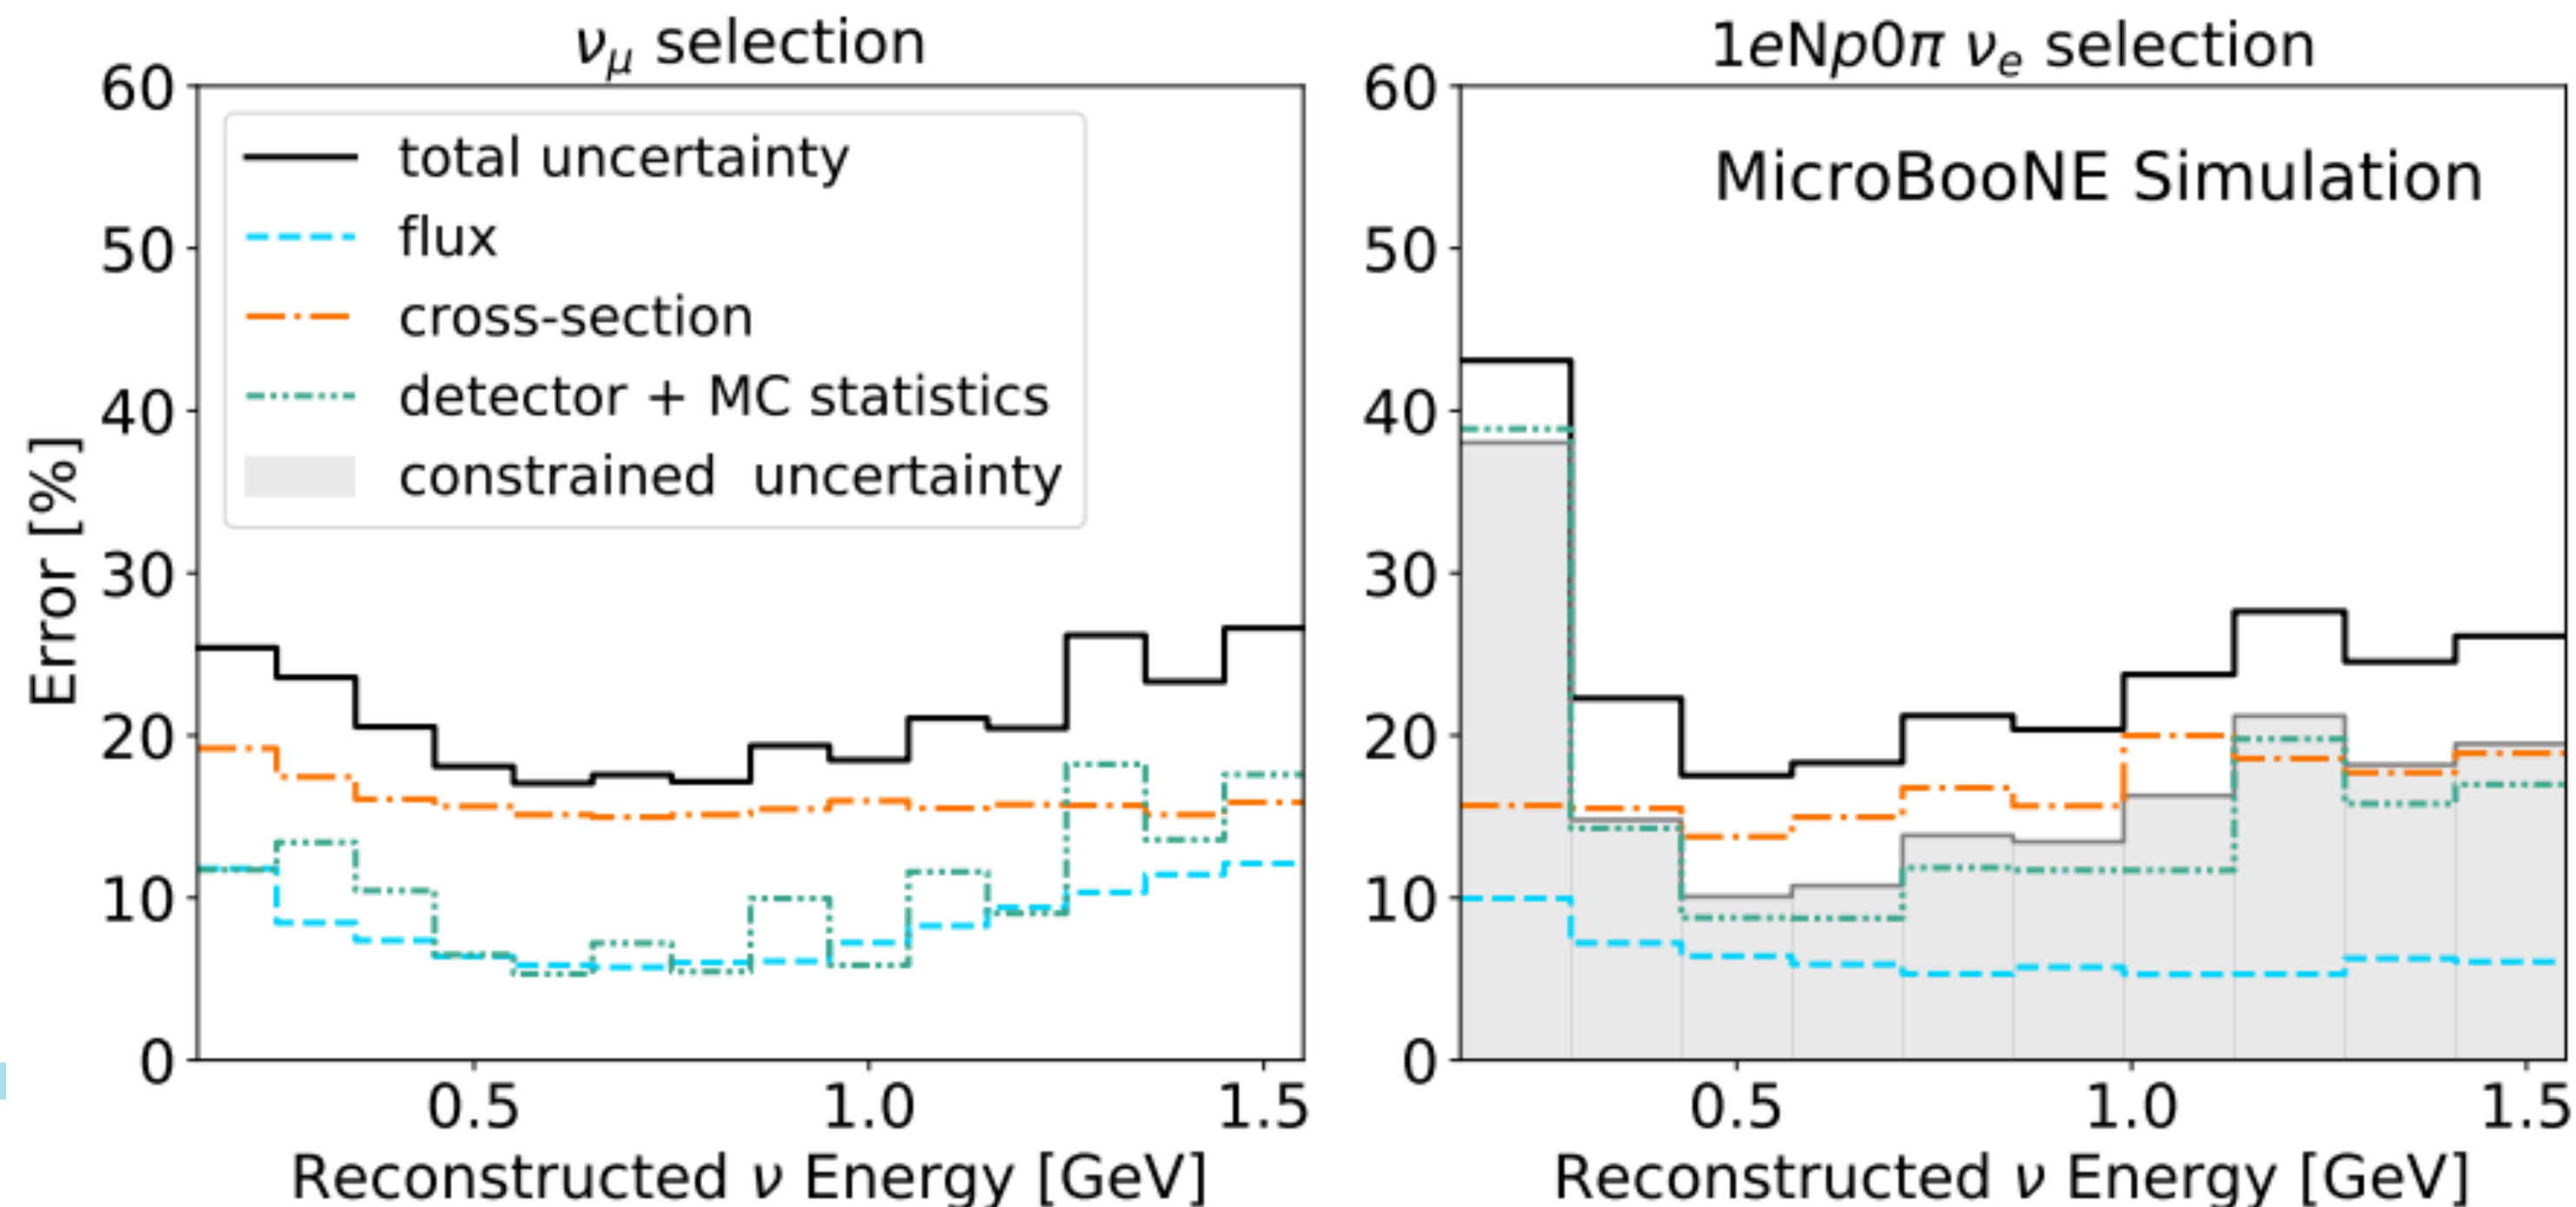 ν_μ selection
60
50
40
30
20
10
0
Error [%]
total uncertainty
flux
cross-section
detector + MC statistics
constrained  uncertainty
0.5 1.0 1.5
Reconstructed ν Energy [GeV]
1eNp0π ν_e selection
MicroBooNE Simulation
60
50
40
30
20
10
0
0.5 1.0 1.5
Reconstructed ν Energy [GeV]